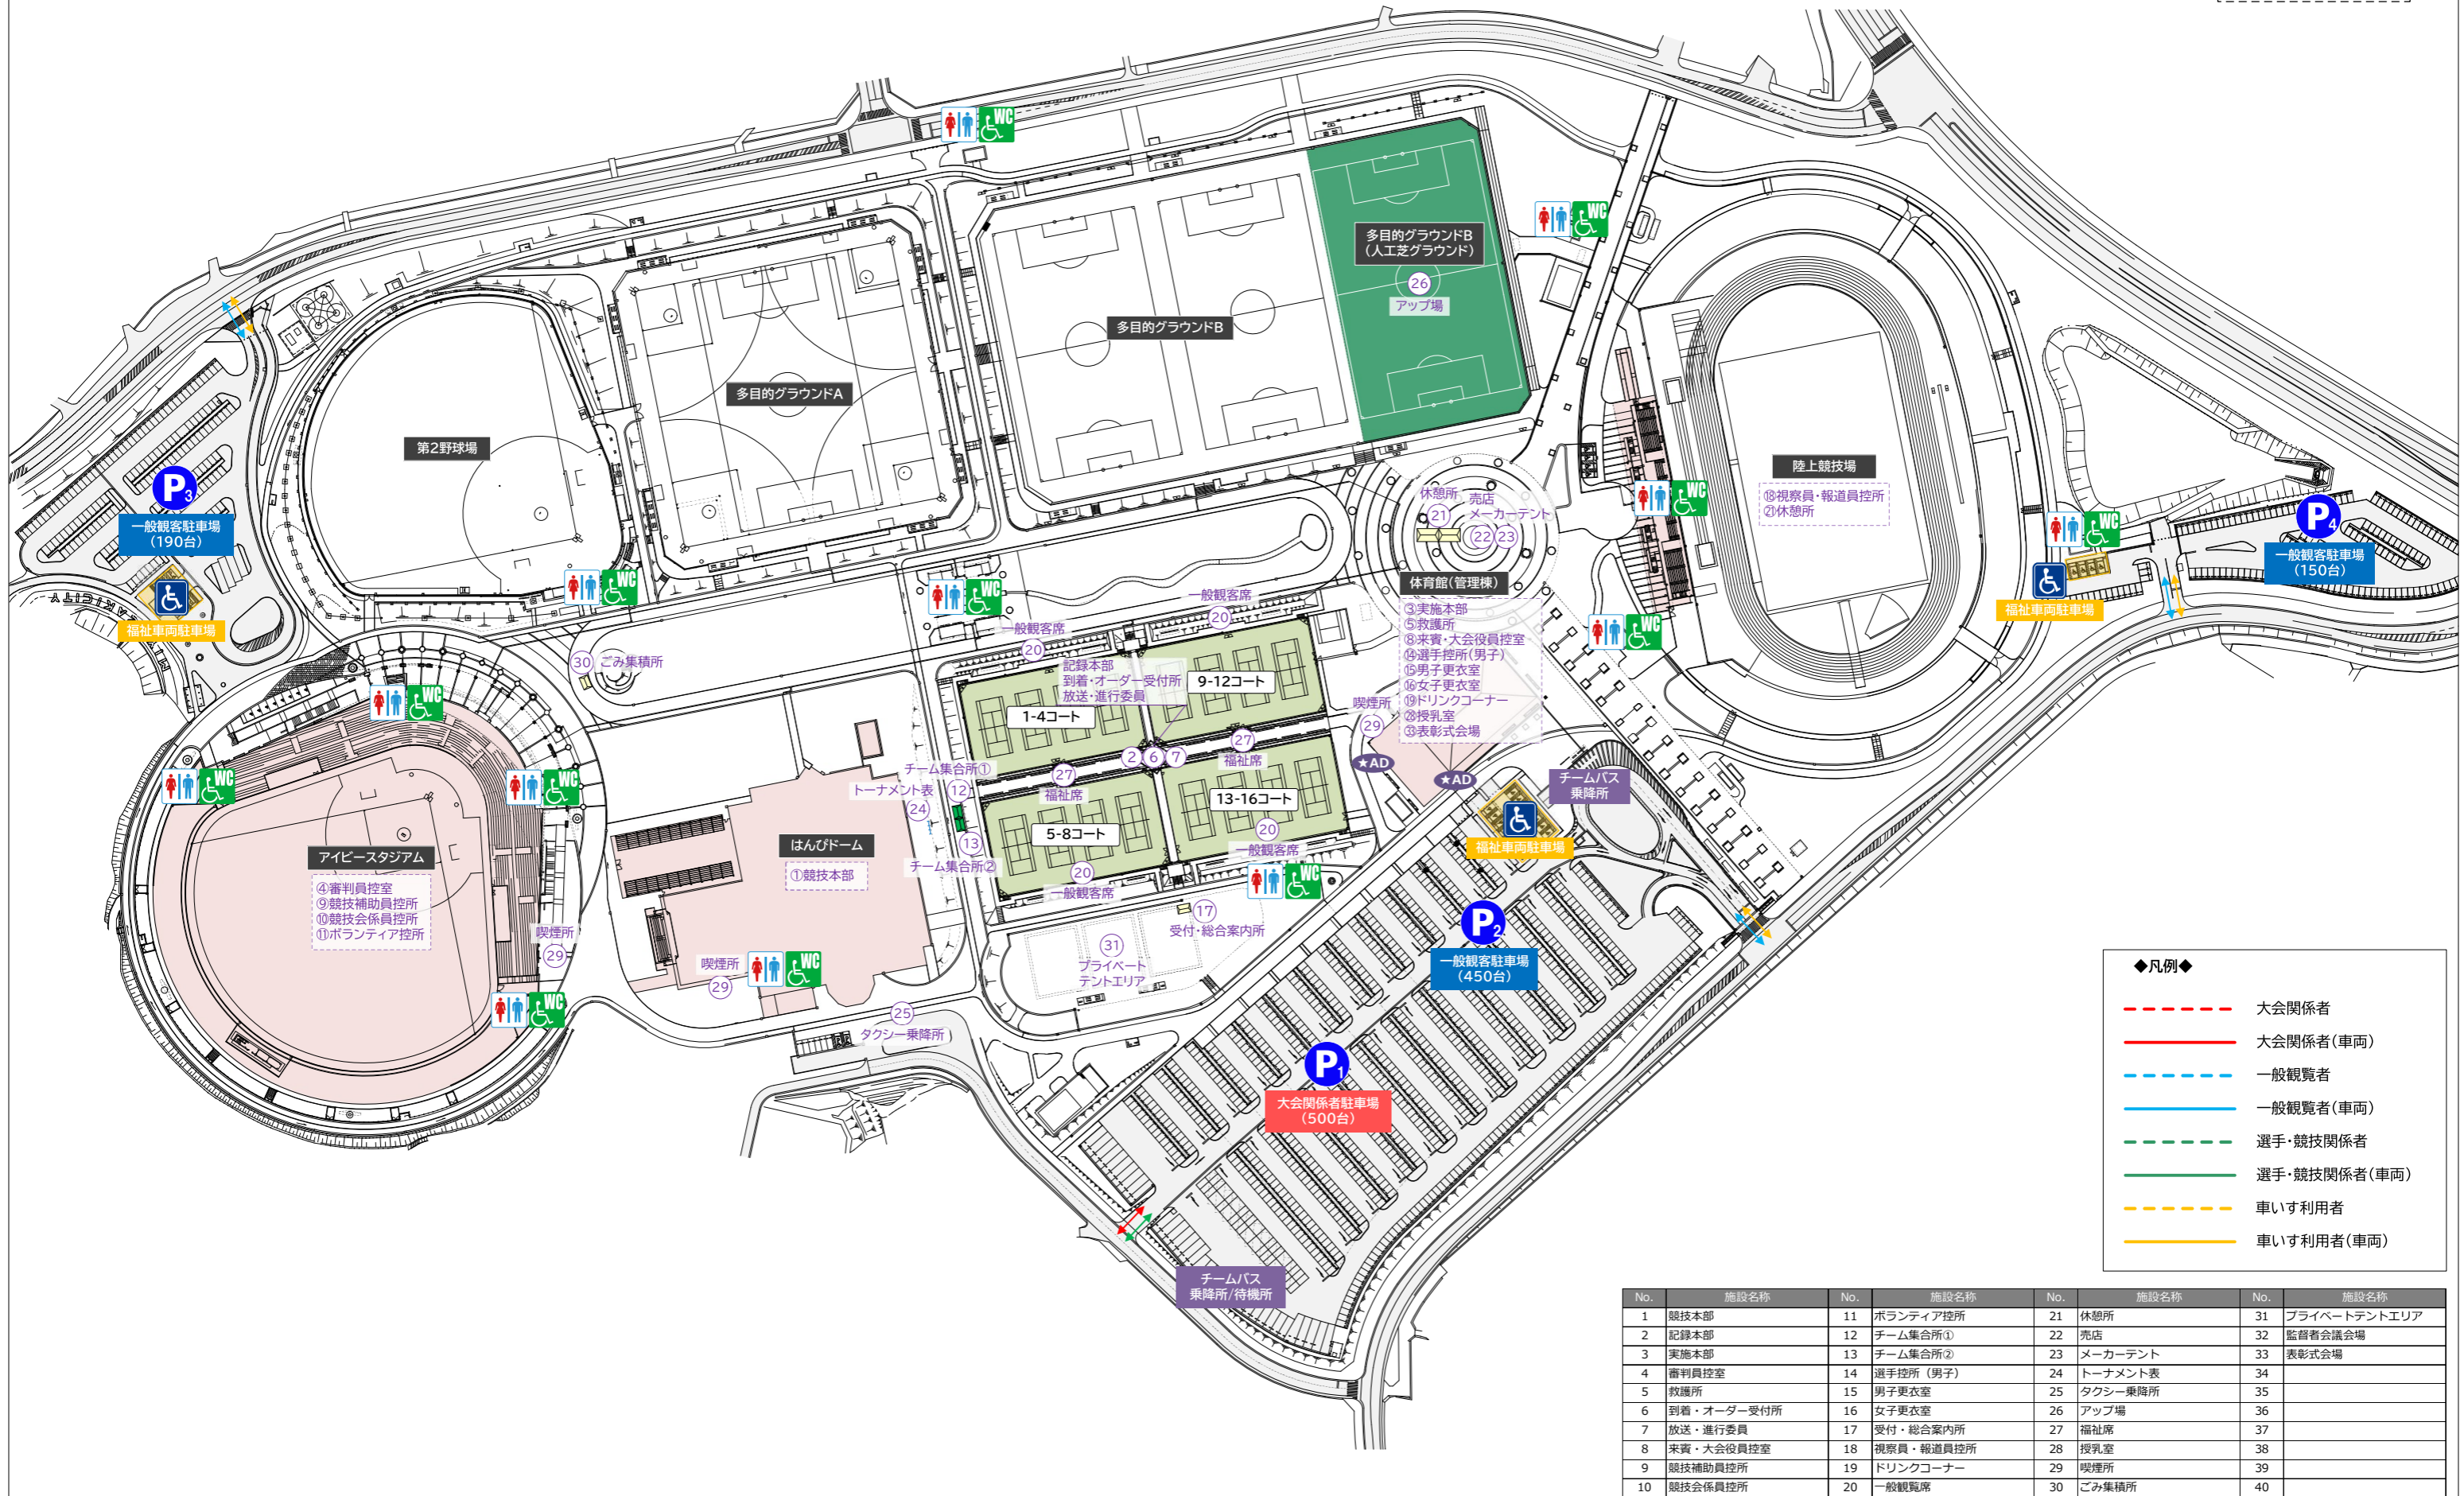 WC
WC
多目的グラウンドB
（人工芝グラウンド）
26
アップ場
多目的グラウンドB
多目的グラウンドA
第2野球場
陸上競技場
⑱視察員・報道員控所
㉑休憩所
P3
一般観客駐車場
（190台）
福祉車両駐車場
P4
一般観客駐車場
（150台）
福祉車両駐車場
WC
WC
休憩所
21
売店
メーカーテント
22
23
WC
WC
WC
体育館(管理棟)
③実施本部
⑤救護所
⑧来賓・大会役員控室
⑭選手控所(男子)
⑮男子更衣室
⑯女子更衣室
⑲ドリンクコーナー
㉘授乳室
㉝表彰式会場
一般観客席
20
一般観客席
20
記録本部
到着・オーダー受付所
放送・進行委員
9-12コート
1-4コート
30
ごみ集積所
喫煙所
29
★AD
★AD
2
6
7
27
福祉席
27
福祉席
チーム集合所①
12
トーナメント表
24
13
チーム集合所②
13-16コート
5-8コート
20
一般観客席
20
一般観客席
WC
チームバス
乗降所
福祉車両駐車場
WC
WC
WC
アイビースタジアム
④審判員控室
⑨競技補助員控所
⑩競技会係員控所
⑪ボランティア控所
喫煙所
29
WC
はんぴドーム
①競技本部
喫煙所
29
WC
17
受付・総合案内所
31
プライベート
テントエリア
25
タクシー乗降所
P2
一般観客駐車場
（450台）
P1
大会関係者駐車場
（500台）
チームバス
乗降所/待機所
◆凡例◆
大会関係者
大会関係者(車両)
一般観覧者
一般観覧者(車両)
選手・競技関係者
選手・競技関係者(車両)
車いす利用者
車いす利用者(車両)
No. 施設名称 No. 施設名称 No. 施設名称 No. 施設名称
1 競技本部 11 ボランティア控所 21 休憩所 31 プライベートテントエリア
2 記録本部 12 チーム集合所① 22 売店 32 監督者会議会場
3 実施本部 13 チーム集合所② 23 メーカーテント 33 表彰式会場
4 審判員控室 14 選手控所（男子） 24 トーナメント表 34
5 救護所 15 男子更衣室 25 タクシー乗降所 35
6 到着・オーダー受付所 16 女子更衣室 26 アップ場 36
7 放送・進行委員 17 受付・総合案内所 27 福祉席 37
8 来賓・大会役員控室 18 視察員・報道員控所 28 授乳室 38
9 競技補助員控所 19 ドリンクコーナー 29 喫煙所 39
10 競技会係員控所 20 一般観覧席 30 ごみ集積所 40